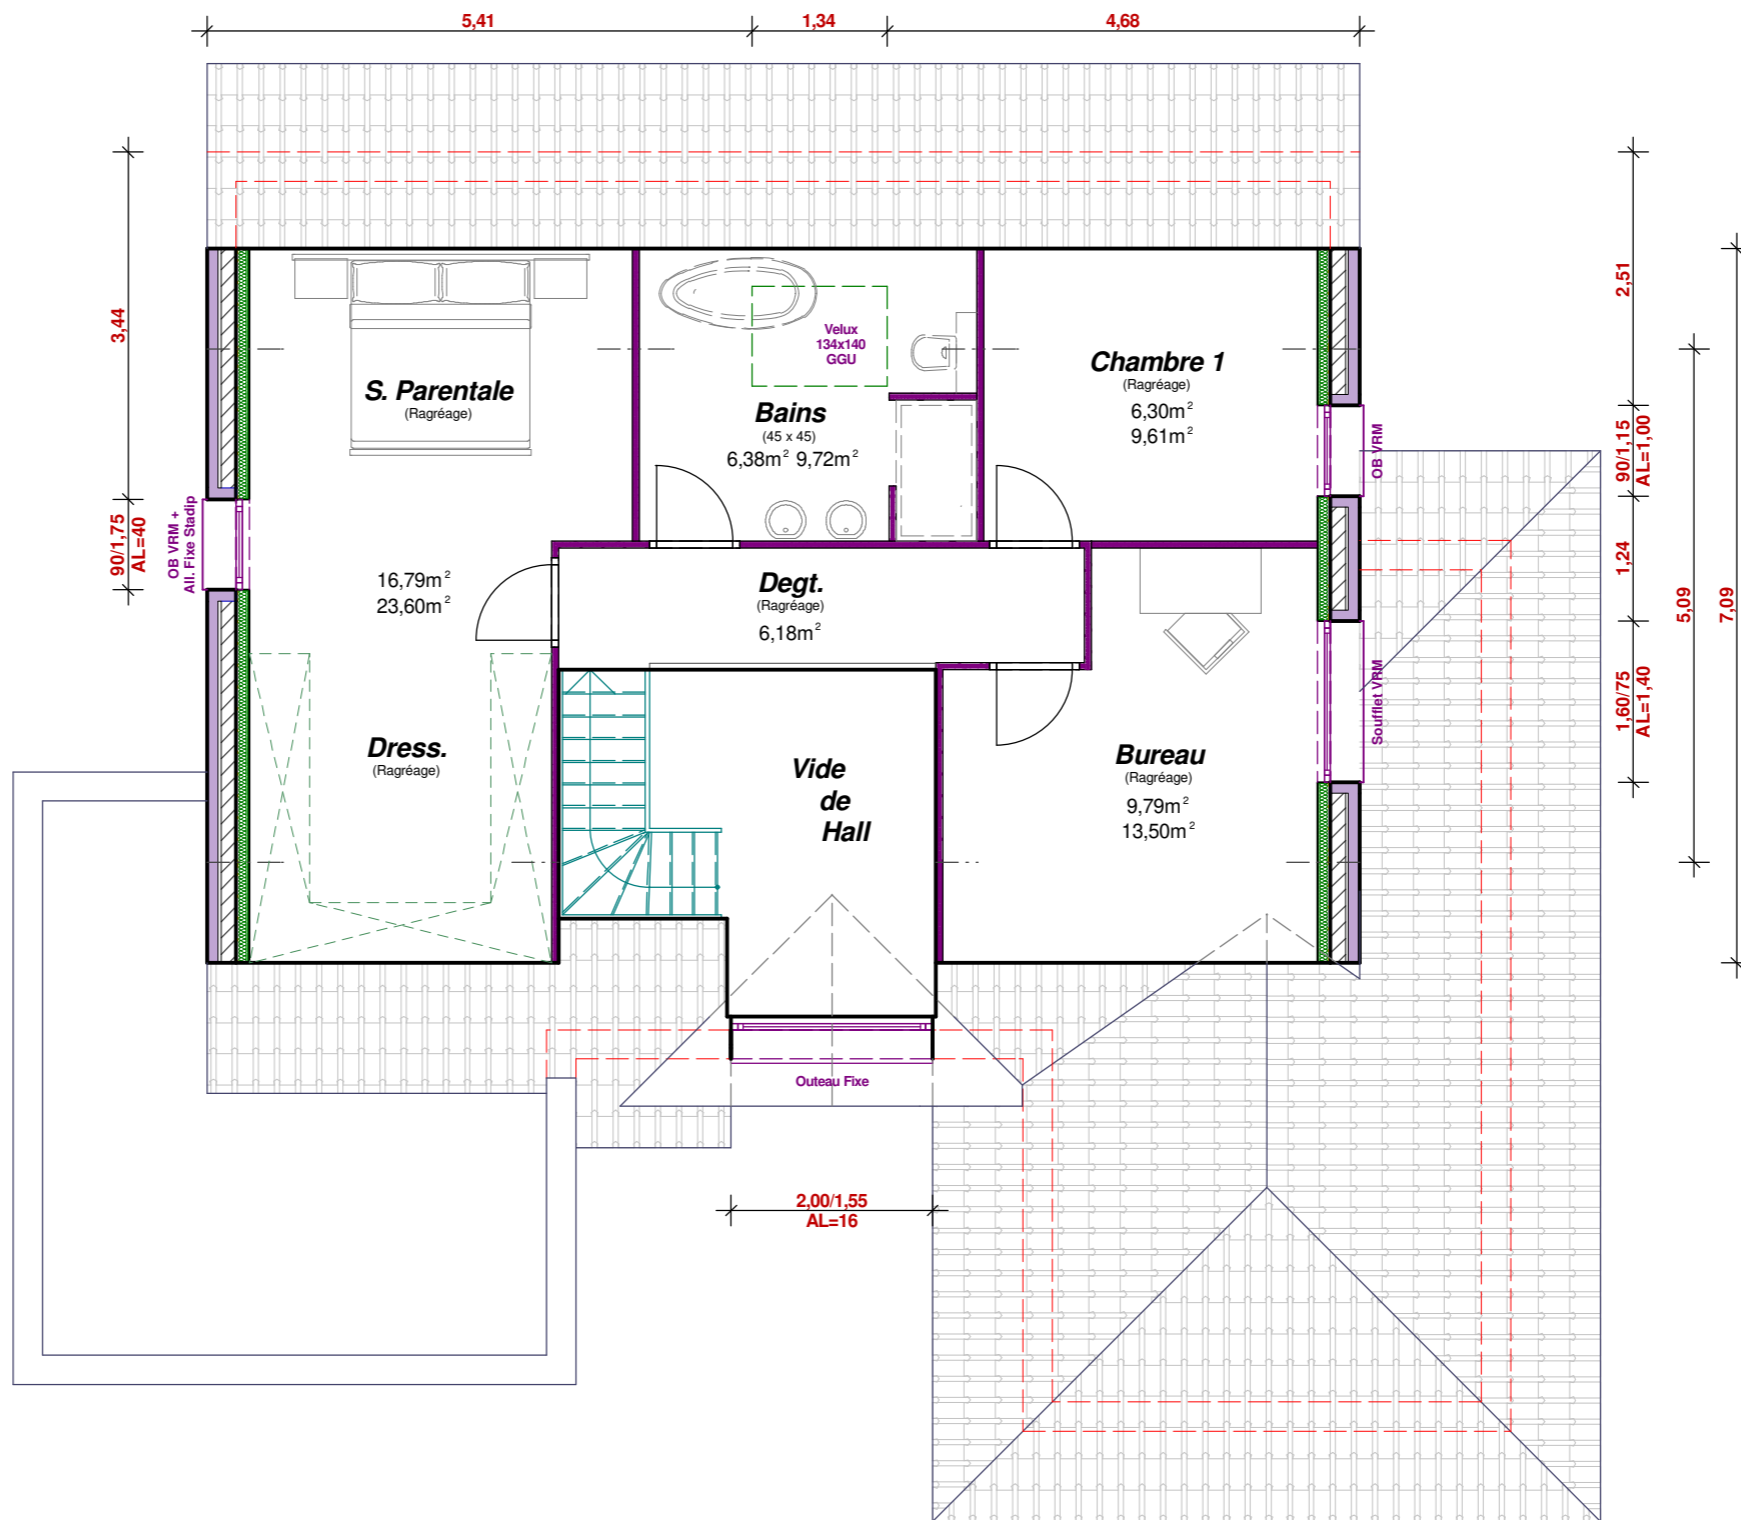 5,41
1,34
4,68
3,44
90/1,75
AL=40
OB VRM +
All. Fixe Stadip
S. Parentale
(Ragréage)
16,79m²
23,60m²
Dress.
(Ragréage)
Velux
134x140
GGU
Bains
(45 x 45)
6,38m² 9,72m²
Chambre 1
(Ragréage)
6,30m²
9,61m²
Degt.
(Ragréage)
6,18m²
Vide
de
Hall
Bureau
(Ragréage)
9,79m²
13,50m²
OB VRM
Soufflet VRM
2,51
90/1,15
AL=1,00
1,24
1,60/75
AL=1,40
5,09
7,09
Outeau Fixe
2,00/1,55
AL=16